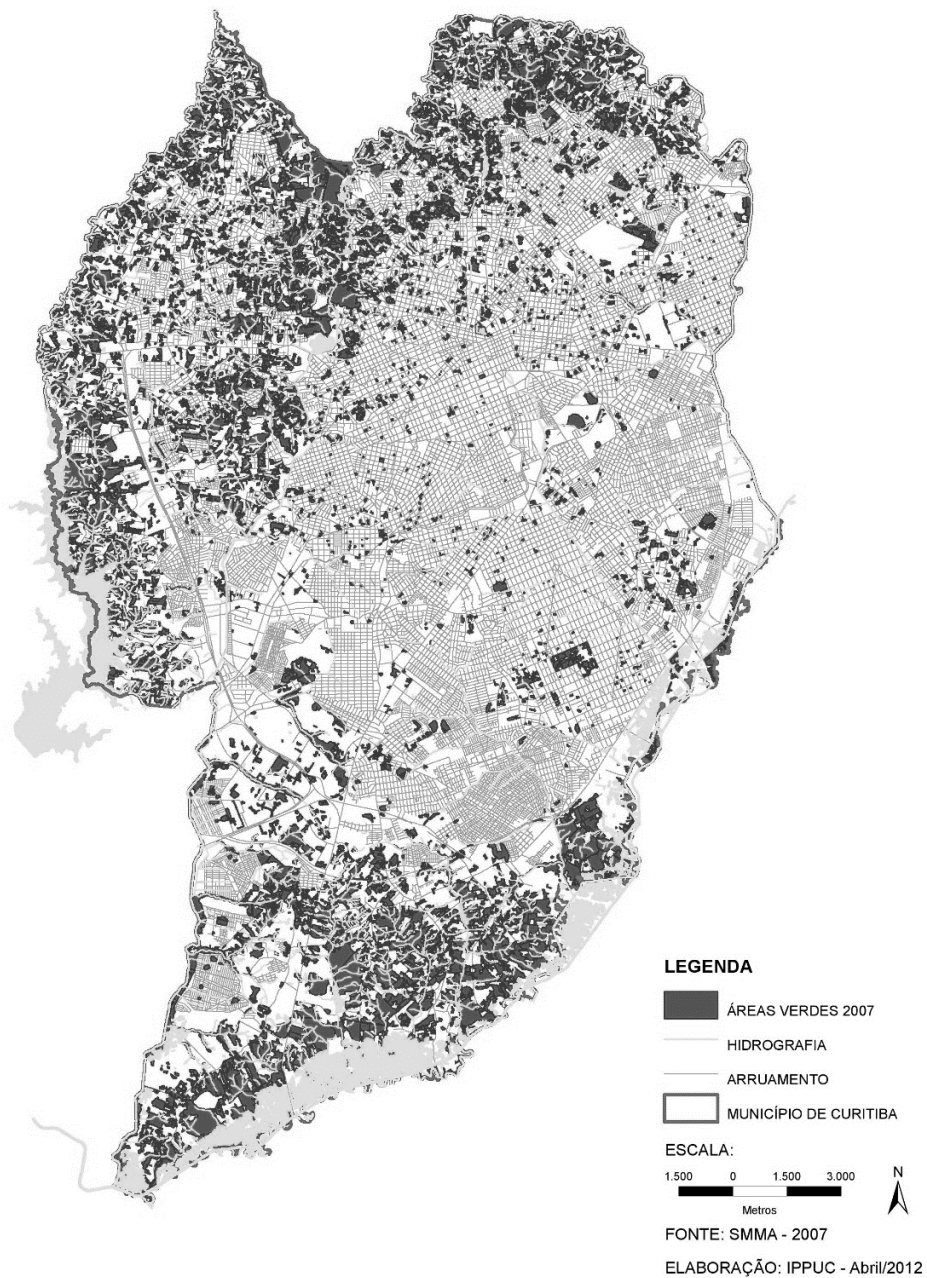 LEGENDA
ÁREAS VERDES 2007
HIDROGRAFIA
ARRUAMENTO
MUNICÍPIO DE CURITIBA
ESCALA:
1.500 0 1.500 3.000
Metros
N
FONTE: SMMA - 2007
ELABORAÇÃO: IPPUC - Abril/2012